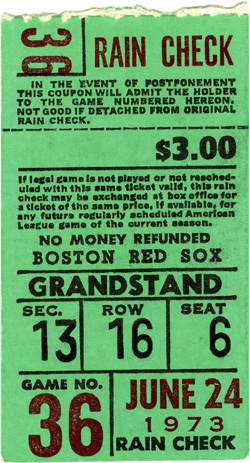 36
RAIN CHECK
IN THE EVENT OF POSTPONEMENT
THIS COUPON WILL ADMIT THE HOLDER
TO THE GAME NUMBERED HEREON.
NOT GOOD IF DETACHED FROM ORIGINAL
RAIN CHECK.
$3.00
If legal game is not played or not resched-
uled with this same ticket valid, this rain
check may be exchanged at box office for
a ticket of the same price, if available, for
any future regularly scheduled American
League game of the current season.
NO MONEY REFUNDED
BOSTON RED SOX
GRANDSTAND
SEC. ROW SEAT
13 16 6
GAME NO.
36
JUNE 24
1973
RAIN CHECK